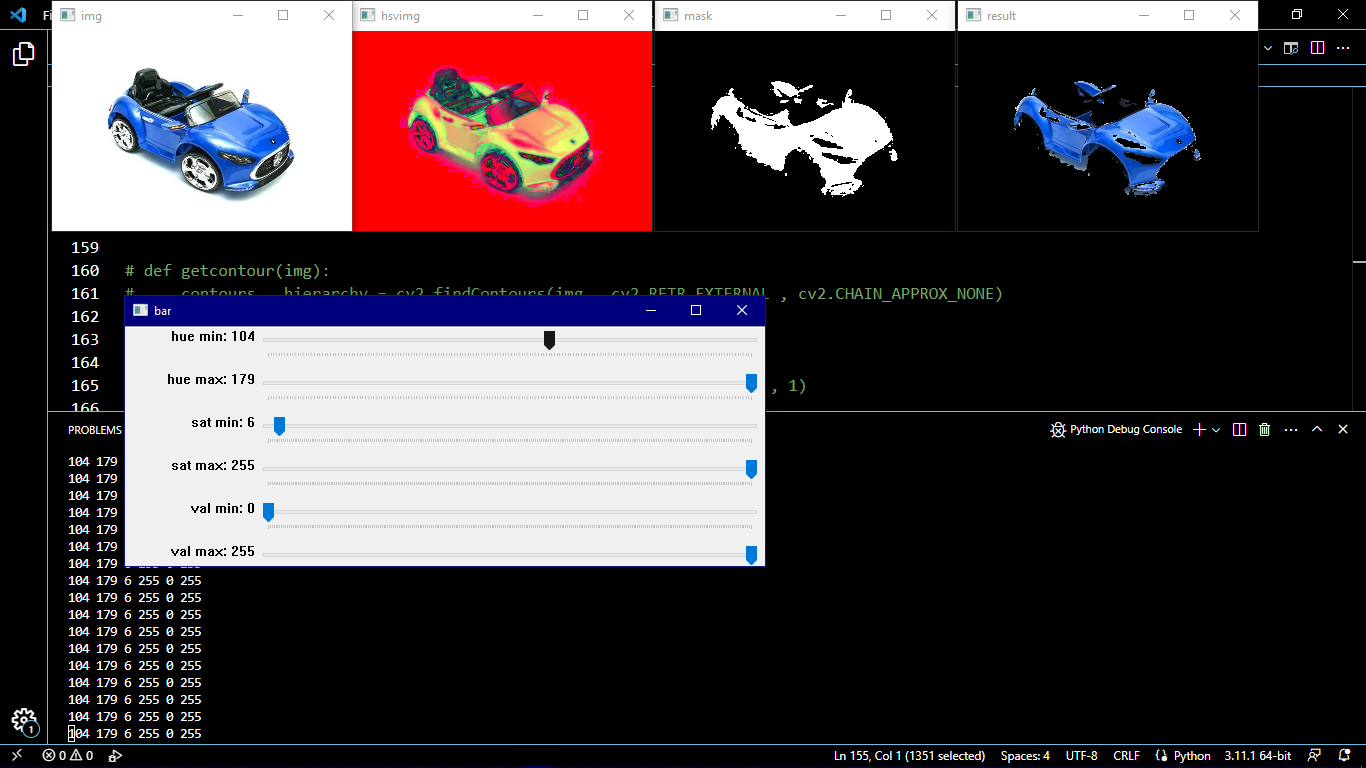 Fi
img
hsvimg
mask
result
159
160 # def getcontour(img):
161 # contours , hierarchy = cv2.findContours(img , cv2.RETR_EXTERNAL , cv2.CHAIN_APPROX_NONE)
162
163
164
165 , 1)
166
bar
hue min: 104
hue max: 179
sat min: 6
sat max: 255
val min: 0
val max: 255
PROBLEMS
Python Debug Console
104 179
104 179
104 179
104 179
104 179
104 179
104 179 6 255 0 255
104 179 6 255 0 255
104 179 6 255 0 255
104 179 6 255 0 255
104 179 6 255 0 255
104 179 6 255 0 255
104 179 6 255 0 255
104 179 6 255 0 255
104 179 6 255 0 255
104 179 6 255 0 255
104 179 6 255 0 255
1
0 0
Ln 155, Col 1 (1351 selected)
Spaces: 4
UTF-8
CRLF
Python
3.11.1 64-bit